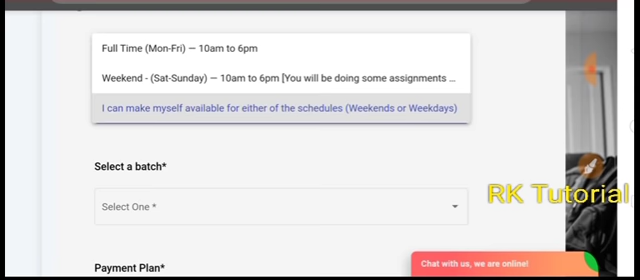 Full Time (Mon-Fri) — 10am to 6pm
Weekend - (Sat-Sunday) — 10am to 6pm [You will be doing some assignments ...
I can make myself available for either of the schedules (Weekends or Weekdays)
Select a batch*
RK Tutorial
Select One *
Chat with us, we are online!
Payment Plan*